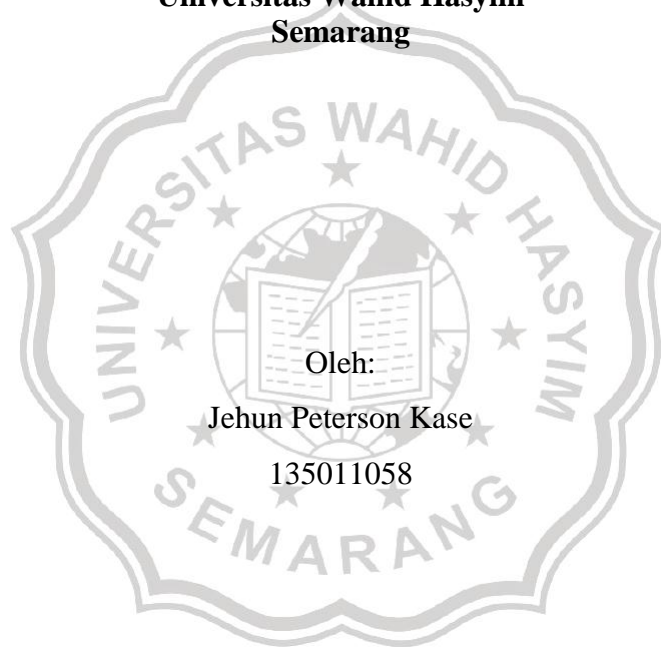 Universitas Wahid Hasyim
Semarang
UNIVERSITAS WAHID HASYIM
Oleh:
Jehun Peterson Kase
135011058
SEMARANG